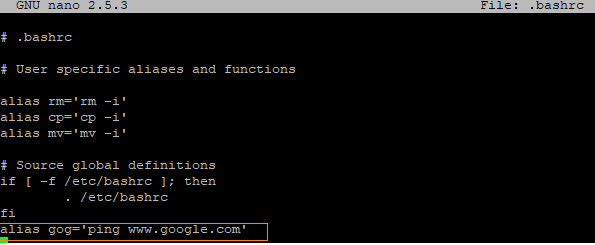 GNU nano 2.5.3 File: .bashrc
# .bashrc
# User specific aliases and functions
alias rm='rm -i'
alias cp='cp -i'
alias mv='mv -i'
# Source global definitions
if [ -f /etc/bashrc ]; then
. /etc/bashrc
fi
alias gog='ping www.google.com'